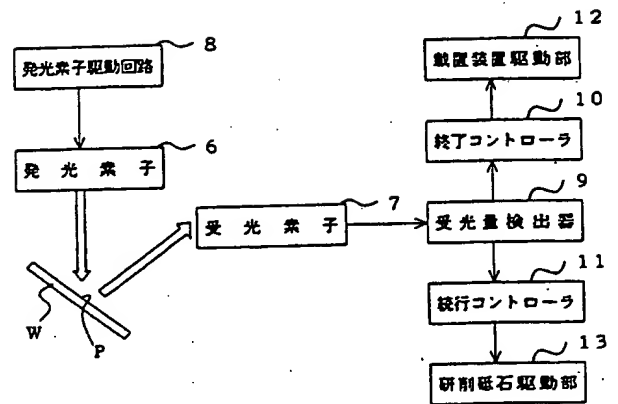 8
発光素子駆動回路
6
発光素子
W
P
7
受光素子
12
載置装置駆動部
10
終了コントローラ
9
受光量検出器
11
続行コントローラ
13
研削砥石駆動部